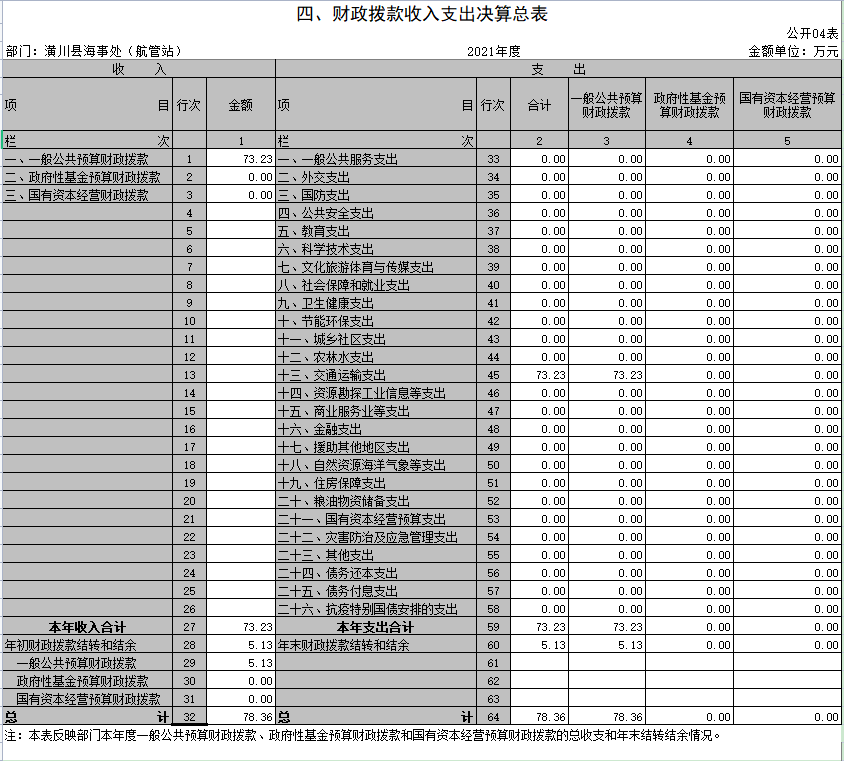 四、财政拨款收入支出决算总表
公开04表
部门：潢川县海事处（航管站） 2021年度 金额单位：万元
收 入 支 出
项 目 行次 金额 项 目 行次 合计 一般公共预算财政拨款 政府性基金预算财政拨款 国有资本经营预算财政拨款
栏 次 1 栏 次 2 3 4 5
一、一般公共预算财政拨款 1 73.23 一、一般公共服务支出 33 0.00 0.00 0.00 0.00
二、政府性基金预算财政拨款 2 0.00 二、外交支出 34 0.00 0.00 0.00 0.00
三、国有资本经营财政拨款 3 0.00 三、国防支出 35 0.00 0.00 0.00 0.00
4 四、公共安全支出 36 0.00 0.00 0.00 0.00
5 五、教育支出 37 0.00 0.00 0.00 0.00
6 六、科学技术支出 38 0.00 0.00 0.00 0.00
7 七、文化旅游体育与传媒支出 39 0.00 0.00 0.00 0.00
8 八、社会保障和就业支出 40 0.00 0.00 0.00 0.00
9 九、卫生健康支出 41 0.00 0.00 0.00 0.00
10 十、节能环保支出 42 0.00 0.00 0.00 0.00
11 十一、城乡社区支出 43 0.00 0.00 0.00 0.00
12 十二、农林水支出 44 0.00 0.00 0.00 0.00
13 十三、交通运输支出 45 73.23 73.23 0.00 0.00
14 十四、资源勘探工业信息等支出 46 0.00 0.00 0.00 0.00
15 十五、商业服务业等支出 47 0.00 0.00 0.00 0.00
16 十六、金融支出 48 0.00 0.00 0.00 0.00
17 十七、援助其他地区支出 49 0.00 0.00 0.00 0.00
18 十八、自然资源海洋气象等支出 50 0.00 0.00 0.00 0.00
19 十九、住房保障支出 51 0.00 0.00 0.00 0.00
20 二十、粮油物资储备支出 52 0.00 0.00 0.00 0.00
21 二十一、国有资本经营预算支出 53 0.00 0.00 0.00 0.00
22 二十二、灾害防治及应急管理支出 54 0.00 0.00 0.00 0.00
23 二十三、其他支出 55 0.00 0.00 0.00 0.00
24 二十四、债务还本支出 56 0.00 0.00 0.00 0.00
25 二十五、债务付息支出 57 0.00 0.00 0.00 0.00
26 二十六、抗疫特别国债安排的支出 58 0.00 0.00 0.00 0.00
本年收入合计 27 73.23 本年支出合计 59 73.23 73.23 0.00 0.00
年初财政拨款结转和结余 28 5.13 年末财政拨款结转和结余 60 5.13 5.13 0.00 0.00
一般公共预算财政拨款 29 5.13 61
政府性基金预算财政拨款 30 0.00 62
国有资本经营预算财政拨款 31 0.00 63
总 计 32 78.36 总 计 64 78.36 78.36 0.00 0.00
注：本表反映部门本年度一般公共预算财政拨款、政府性基金预算财政拨款和国有资本经营预算财政拨款的总收支和年末结转结余情况。